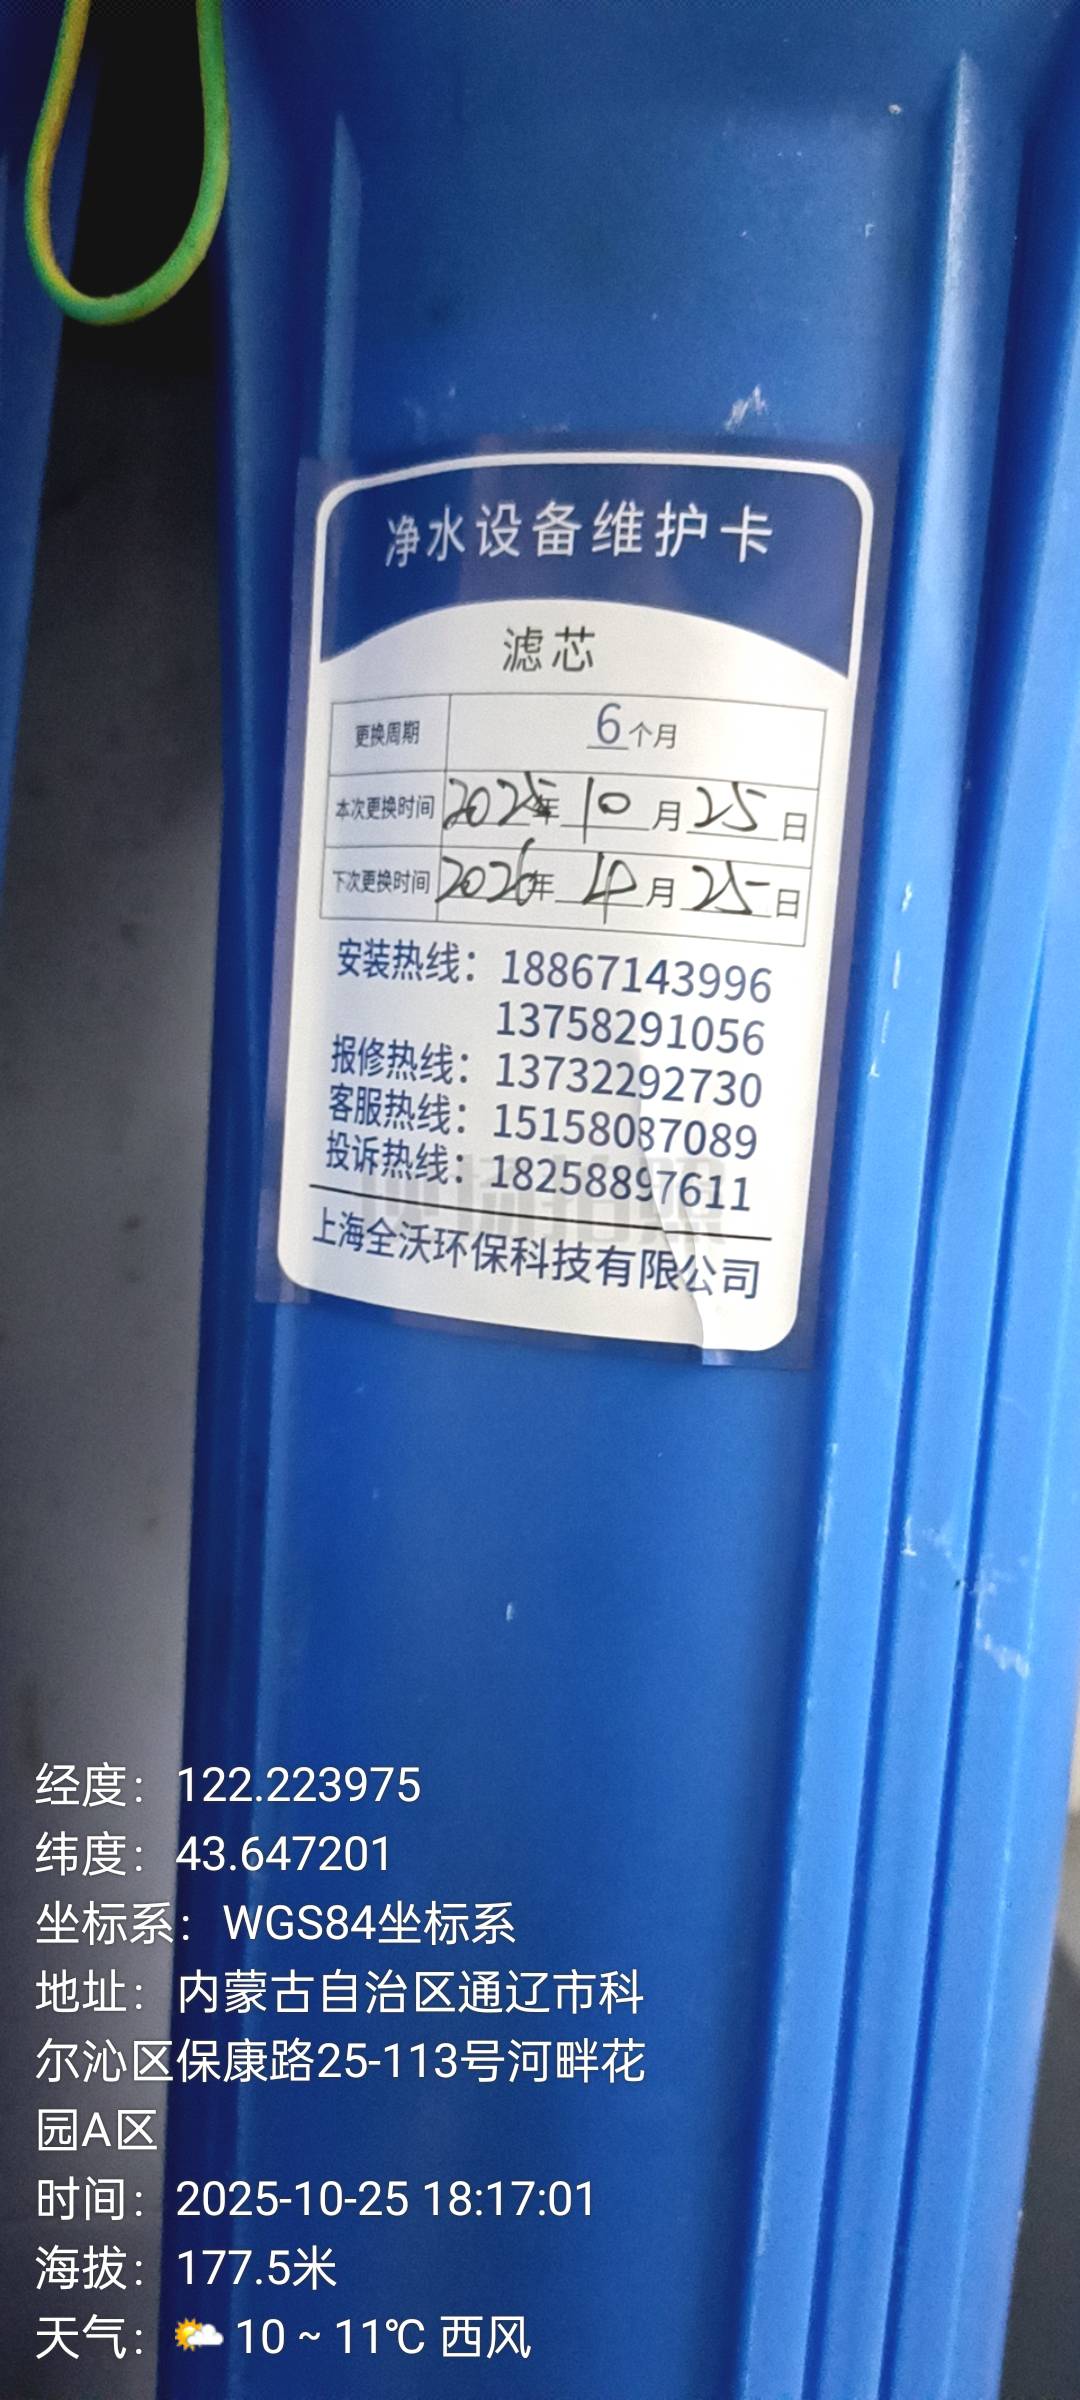 净水设备维护卡
滤芯
更换周期 6个月
本次更换时间 2025年10月25日
下次更换时间 2026年4月25日
安装热线：18867143996
13758291056
报修热线：13732292730
客服热线：15158087089
投诉热线：18258897611
上海全沃环保科技有限公司
经度：122.223975
纬度：43.647201
坐标系：WGS84坐标系
地址：内蒙古自治区通辽市科
尔沁区保康路25-113号河畔花
园A区
时间：2025-10-25 18:17:01
海拔：177.5米
天气：10 ~ 11℃ 西风